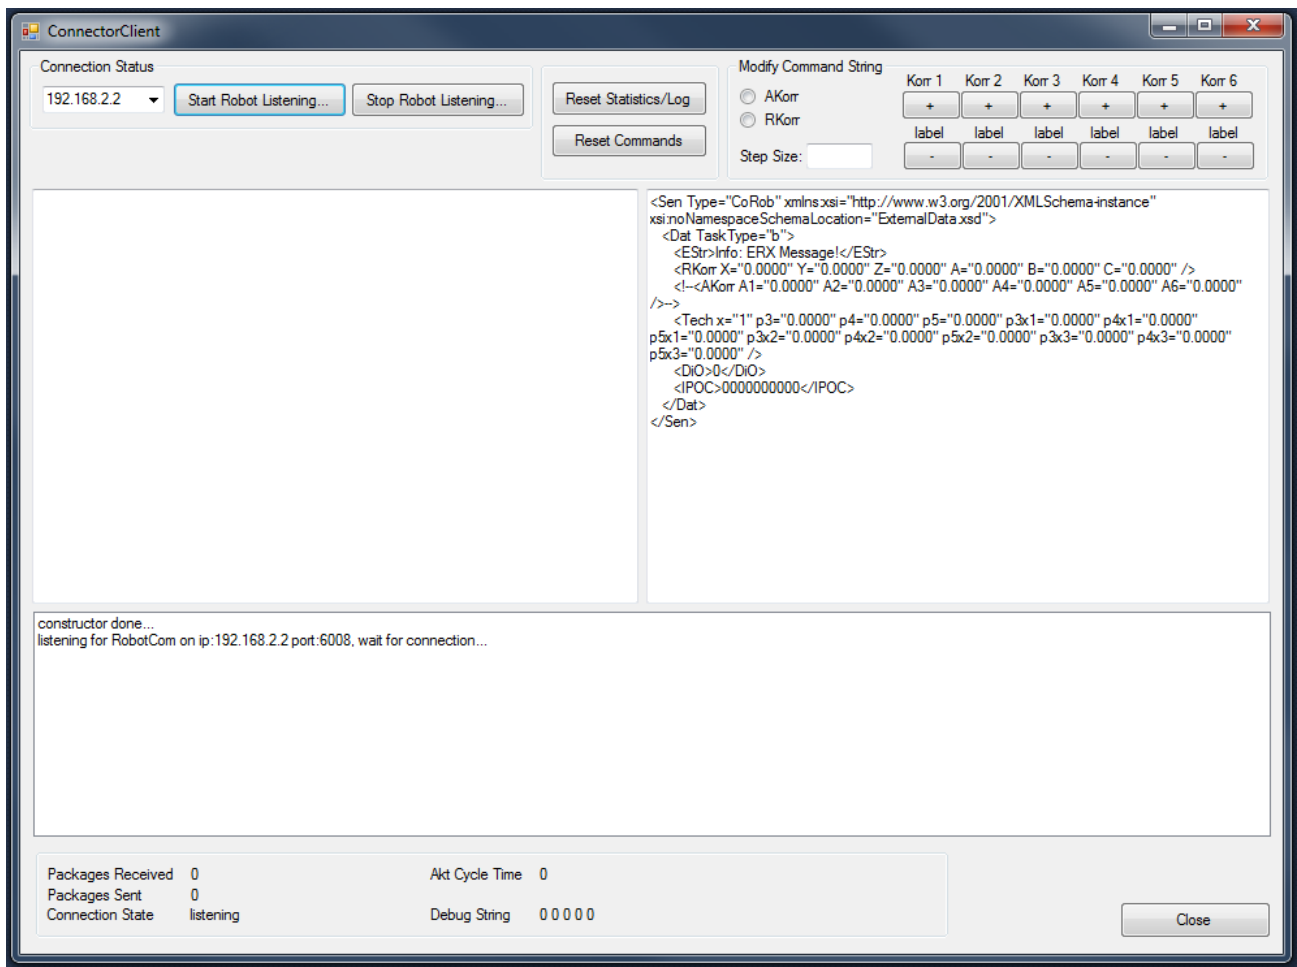 ConnectorClient
Connection Status
192.168.2.2
Start Robot Listening...
Stop Robot Listening...
Reset Statistics/Log
Reset Commands
Modify Command String
AKorr
RKorr
Step Size:
Korr 1 Korr 2 Korr 3 Korr 4 Korr 5 Korr 6
+ + + + + +
label label label label label label
- - - - - -
<Sen Type="CoRob" xmlns:xsi="http://www.w3.org/2001/XMLSchema-instance"
xsi:noNamespaceSchemaLocation="ExternalData.xsd">
<Dat TaskType="b">
<EStr>Info: ERX Message!</EStr>
<RKorr X="0.0000" Y="0.0000" Z="0.0000" A="0.0000" B="0.0000" C="0.0000" />
<!--<AKorr A1="0.0000" A2="0.0000" A3="0.0000" A4="0.0000" A5="0.0000" A6="0.0000"
/>-->
<Tech x="1" p3="0.0000" p4="0.0000" p5="0.0000" p3x1="0.0000" p4x1="0.0000"
p5x1="0.0000" p3x2="0.0000" p4x2="0.0000" p5x2="0.0000" p3x3="0.0000" p4x3="0.0000"
p5x3="0.0000" />
<DiO>0</DiO>
<IPOC>0000000000</IPOC>
</Dat>
</Sen>
constructor done...
listening for RobotCom on ip:192.168.2.2 port:6008, wait for connection...
Packages Received 0
Packages Sent 0
Connection State listening
Akt Cycle Time 0
Debug String 0 0 0 0 0
Close